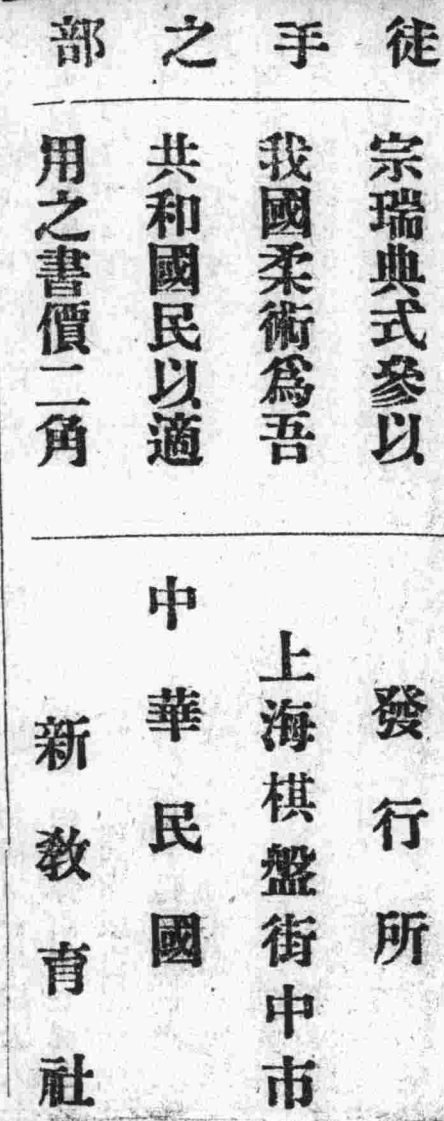 徒手之部
宗瑞典式參以
我國柔術爲吾
共和國民以適
用之書價二角
發行所
上海棋盤街中市
中華民國
新教育社